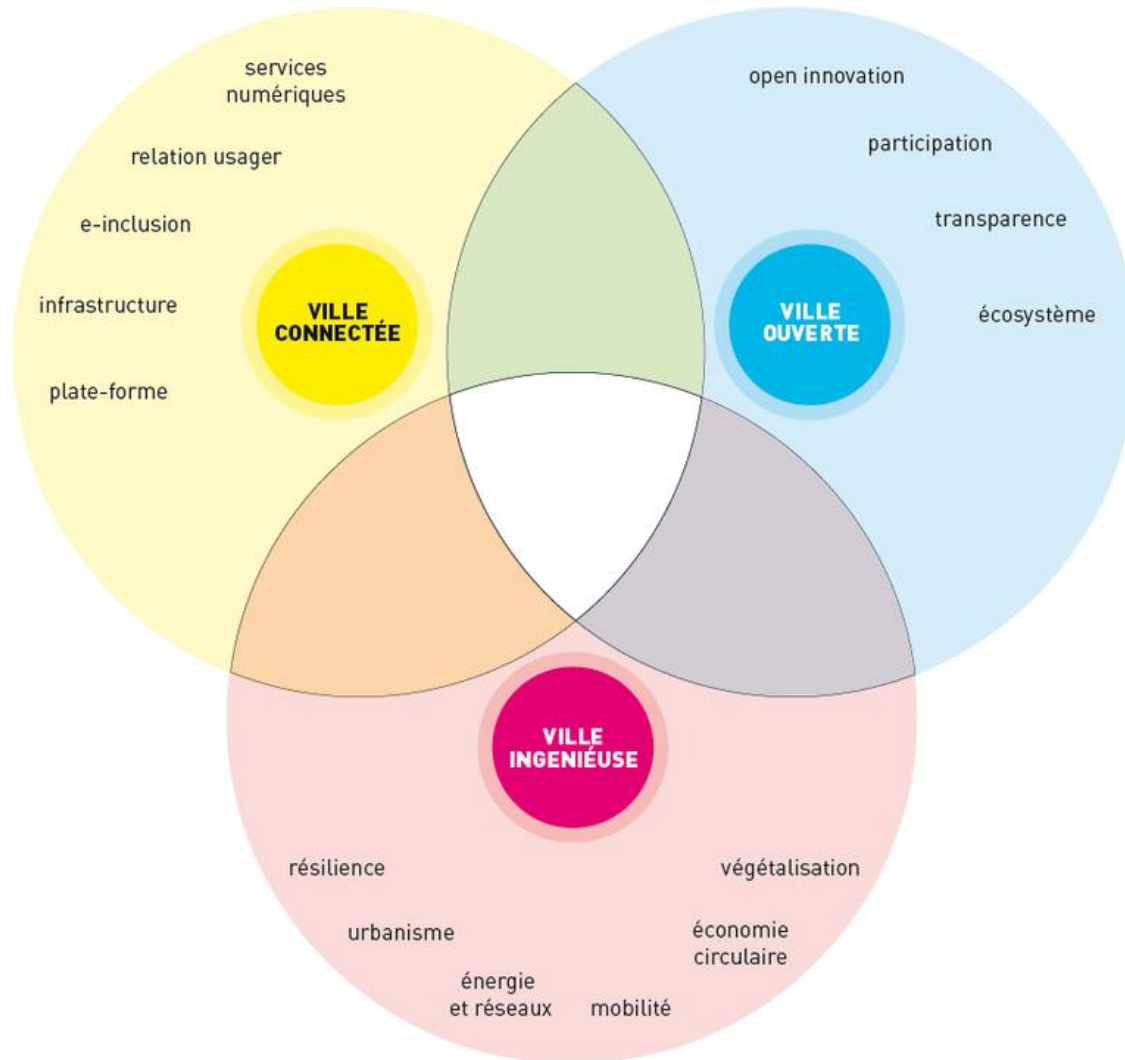 services
numériques
relation usager
e-inclusion
infrastructure
plate-forme
VILLE
CONNECTÉE
open innovation
participation
transparence
écosystème
VILLE
OUVERTE
VILLE
INGENIÉUSE
résilience
urbanisme
énergie
et réseaux
mobilité
économie
circulaire
végétalisation